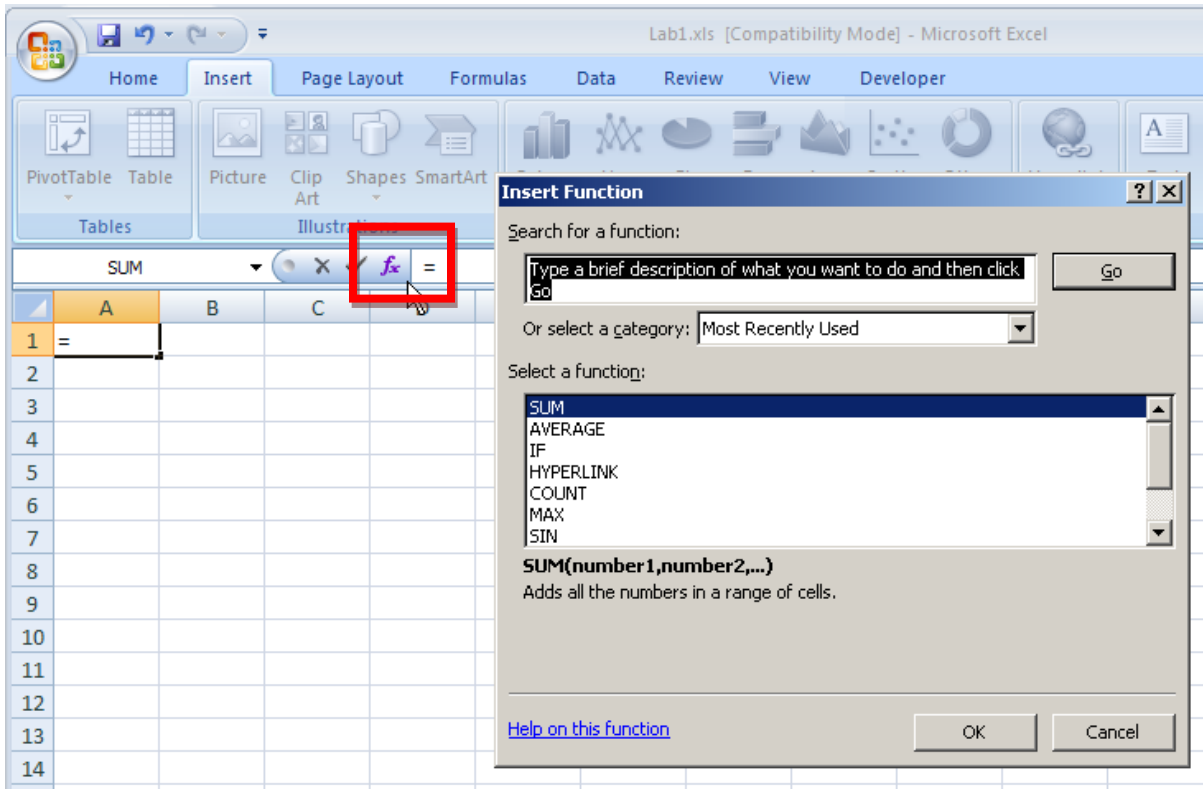 Lab1.xls [Compatibility Mode] - Microsoft Excel
Home Insert Page Layout Formulas Data Review View Developer
PivotTable Table Picture Clip Art Shapes SmartArt
A
Tables Illustrations
SUM fx =
A B C D
1 =
2
3
4
5
6
7
8
9
10
11
12
13
14
Insert Function
Search for a function:
Type a brief description of what you want to do and then click
Go
Go
Or select a category: Most Recently Used
Select a function:
SUM
AVERAGE
IF
HYPERLINK
COUNT
MAX
SIN
SUM(number1,number2,...)
Adds all the numbers in a range of cells.
Help on this function
OK Cancel